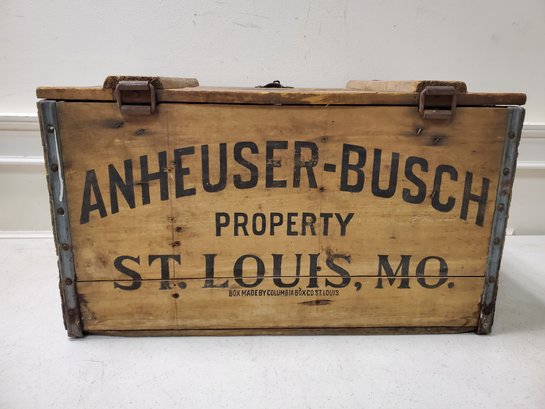 ANHEUSER-BUSCH
PROPERTY
ST. LOUIS, MO.
BOX MADE BY COLUMBIA BOX CO. ST. LOUIS